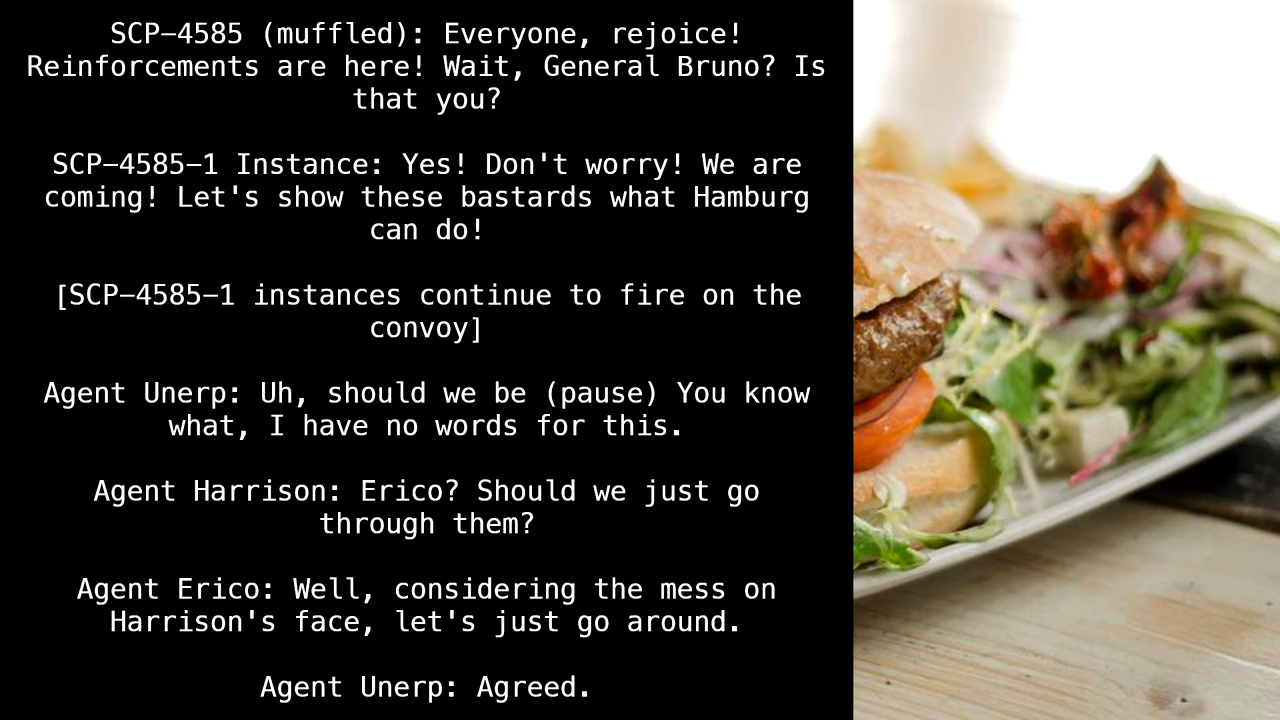 SCP−4585 (muffled): Everyone, rejoice!
Reinforcements are here! Wait, General Bruno? Is
that you?
SCP−4585−1 Instance: Yes! Don't worry! We are
coming! Let's show these bastards what Hamburg
can do!
[SCP−4585−1 instances continue to fire on the
convoy]
Agent Unerp: Uh, should we be (pause) You know
what, I have no words for this.
Agent Harrison: Erico? Should we just go
through them?
Agent Erico: Well, considering the mess on
Harrison's face, let's just go around.
Agent Unerp: Agreed.